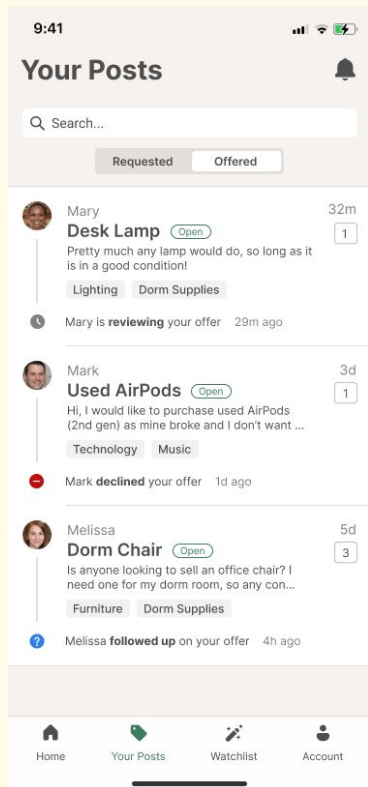 9:41
Your Posts
Search...
Requested Offered
Mary 32m
Desk Lamp Open 1
Pretty much any lamp would do, so long as it
is in a good condition!
Lighting Dorm Supplies
Mary is reviewing your offer 29m ago
Mark 3d
Used AirPods Open 1
Hi, I would like to purchase used AirPods
(2nd gen) as mine broke and I don't want ...
Technology Music
Mark declined your offer 1d ago
Melissa 5d
Dorm Chair Open 3
Is anyone looking to sell an office chair? I
need one for my dorm room, so any con...
Furniture Dorm Supplies
? Melissa followed up on your offer 4h ago
Home Your Posts Watchlist Account